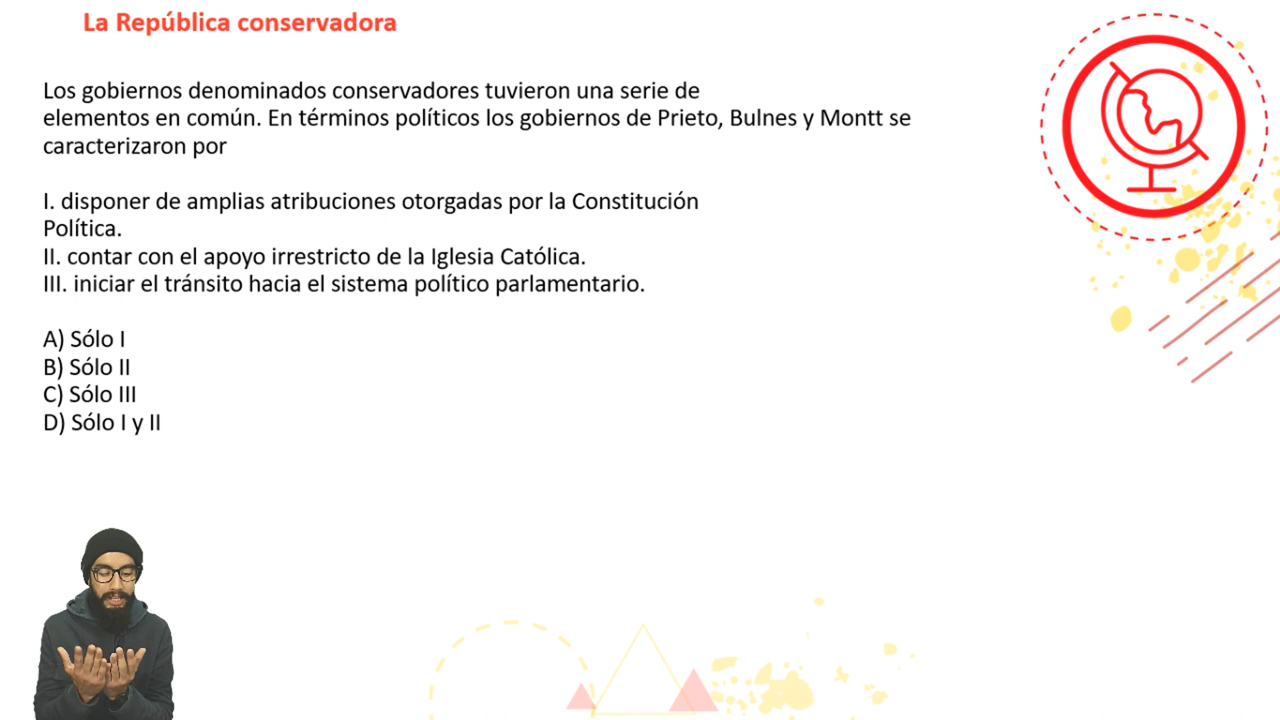 La República conservadora
Los gobiernos denominados conservadores tuvieron una serie de
elementos en común. En términos políticos los gobiernos de Prieto, Bulnes y Montt se
caracterizaron por
I. disponer de amplias atribuciones otorgadas por la Constitución
Política.
II. contar con el apoyo irrestricto de la Iglesia Católica.
III. iniciar el tránsito hacia el sistema político parlamentario.
A) Sólo I
B) Sólo II
C) Sólo III
D) Sólo I y II